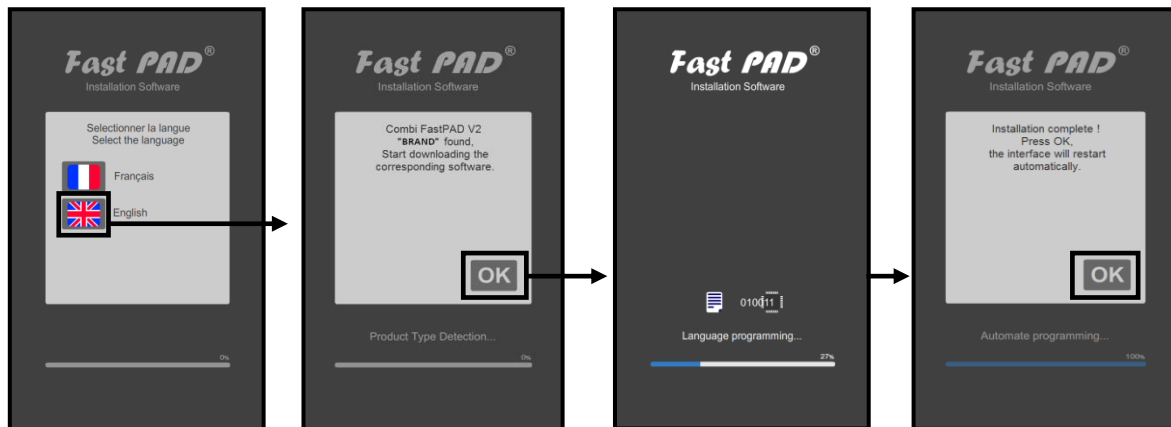 Fast PAD®
Installation Software
Selectionner la langue
Select the language
Français
English
0%
Fast PAD®
Installation Software
Combi FastPAD V2
"BRAND" found,
Start downloading the
corresponding software.
OK
Product Type Detection...
0%
Fast PAD®
Installation Software
010011
Language programming...
27%
Fast PAD®
Installation Software
Installation complete !
Press OK,
the interface will restart
automatically.
OK
Automate programming...
100%